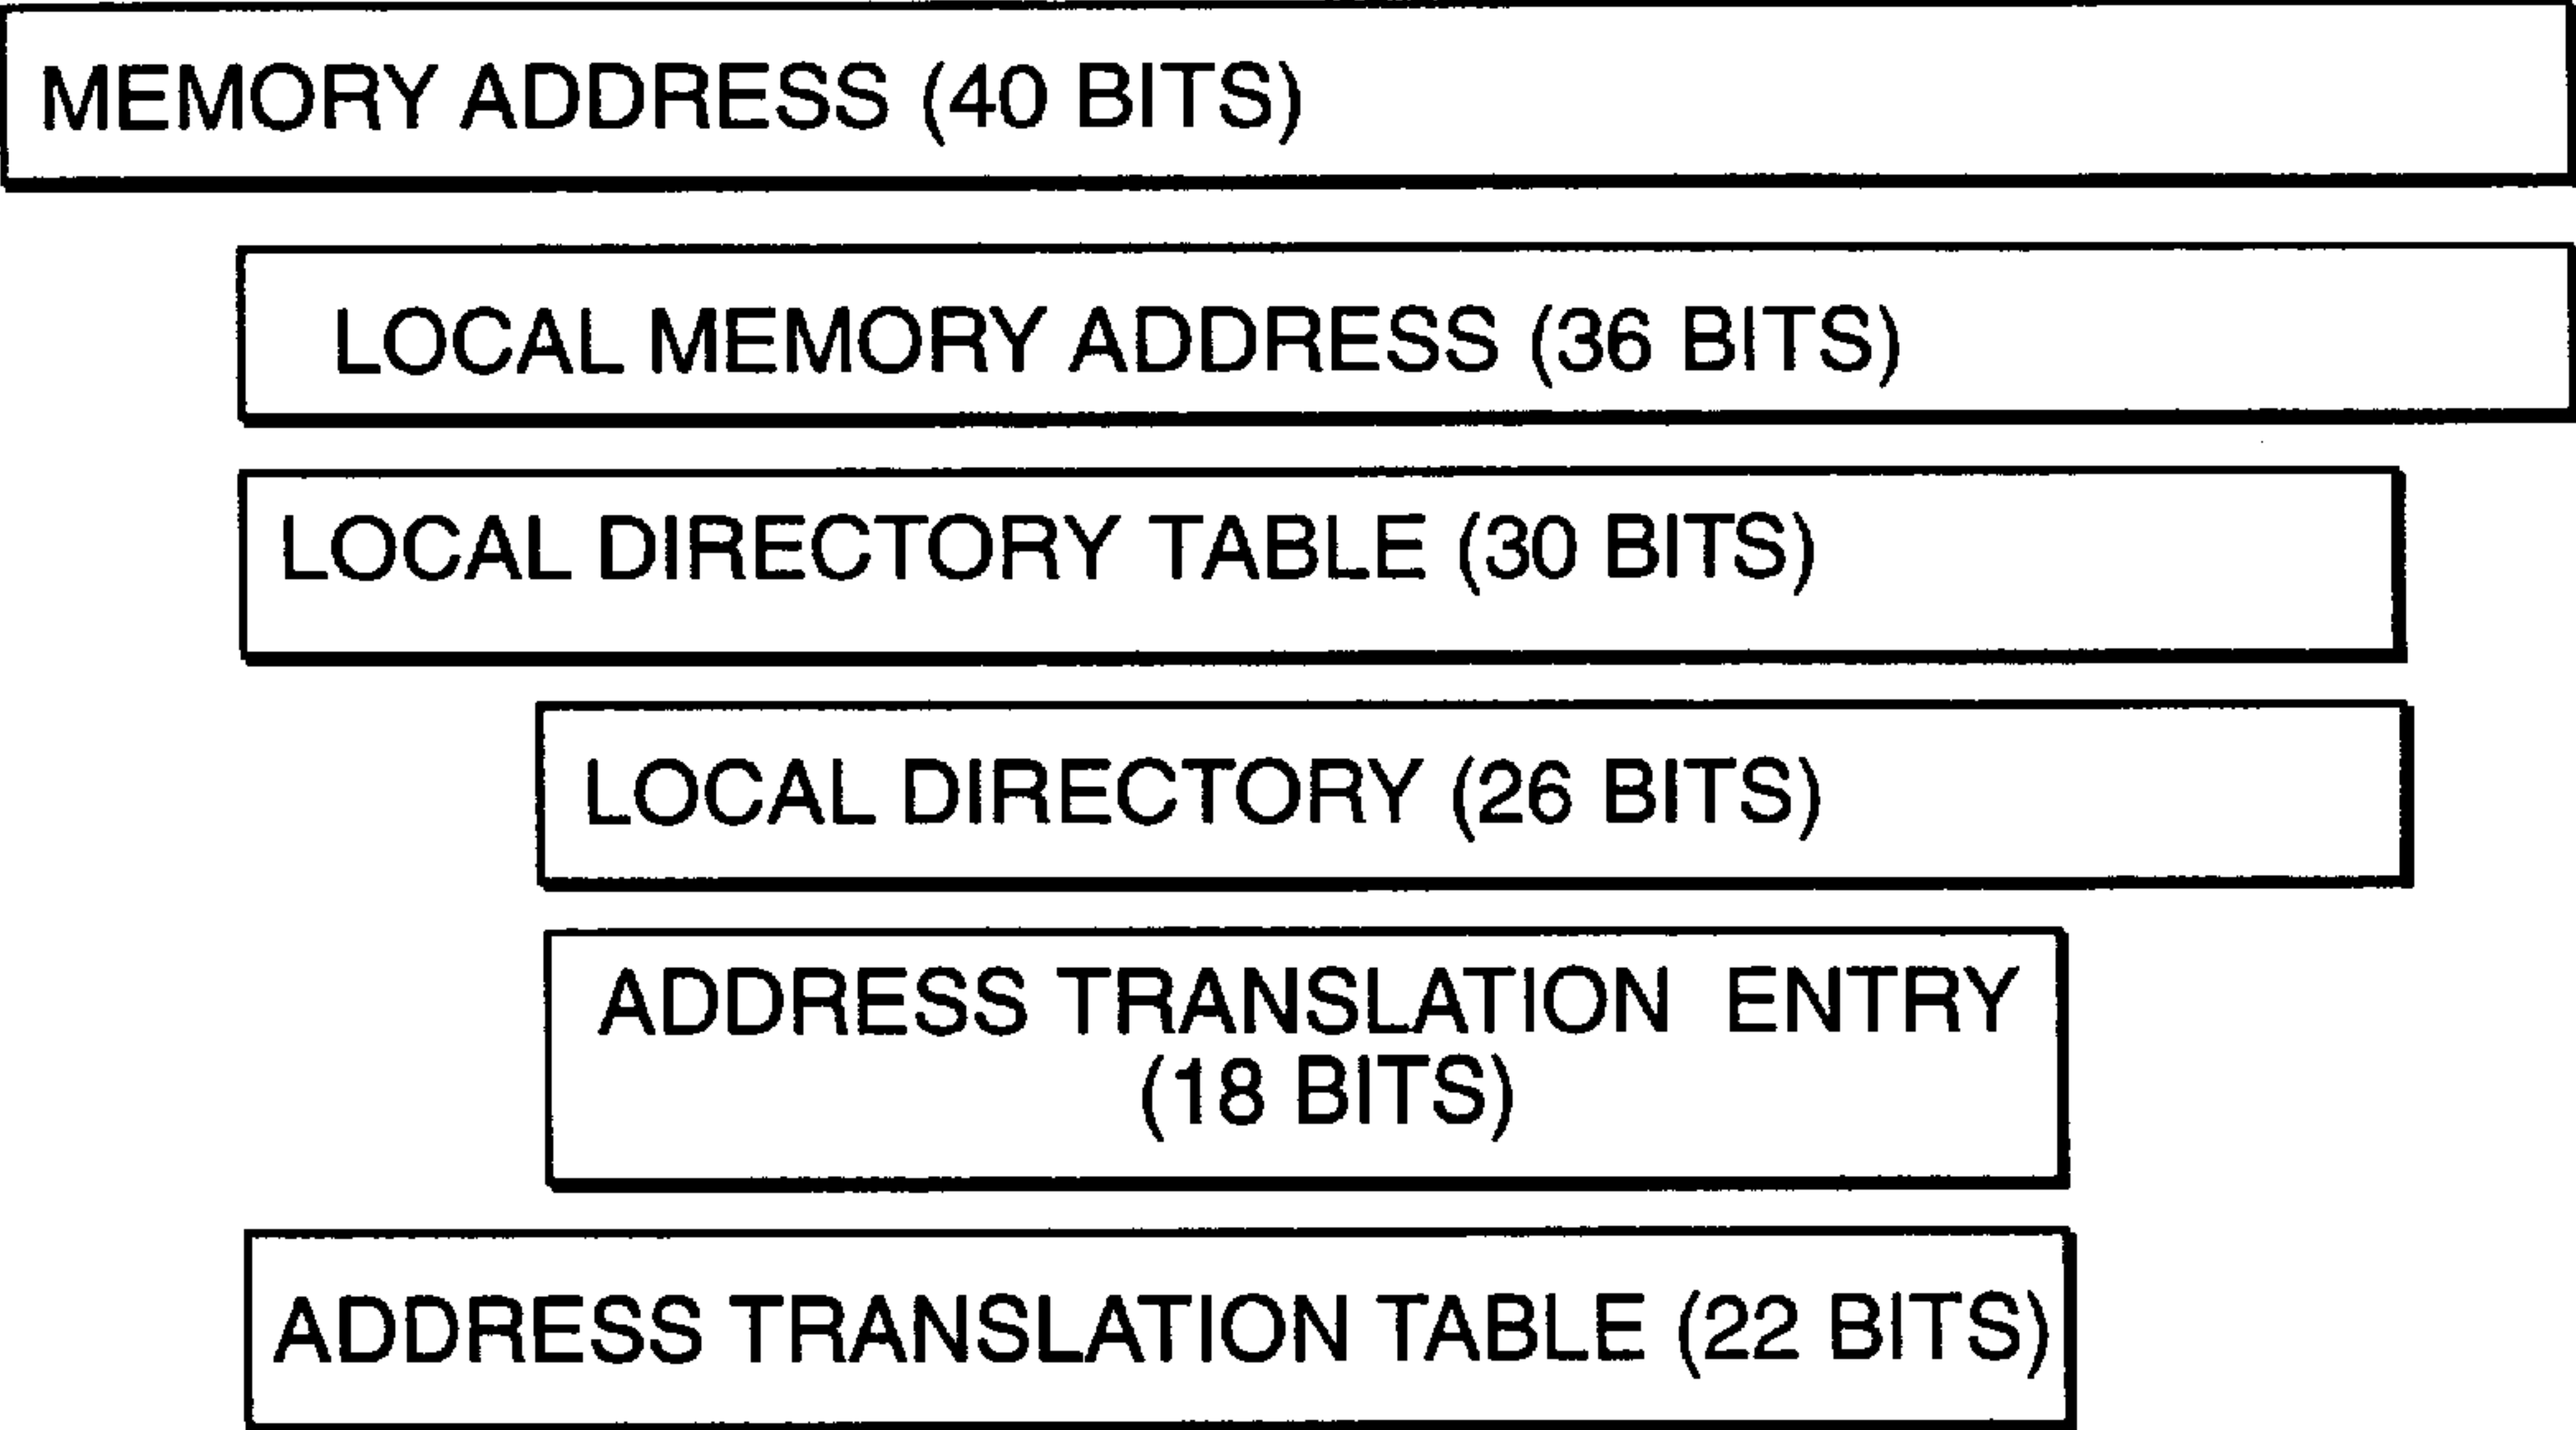 MEMORY ADDRESS (40 BITS)
LOCAL MEMORY ADDRESS (36 BITS)
LOCAL DIRECTORY TABLE (30 BITS)
LOCAL DIRECTORY (26 BITS)
ADDRESS TRANSLATION ENTRY
(18 BITS)
ADDRESS TRANSLATION TABLE (22 BITS)